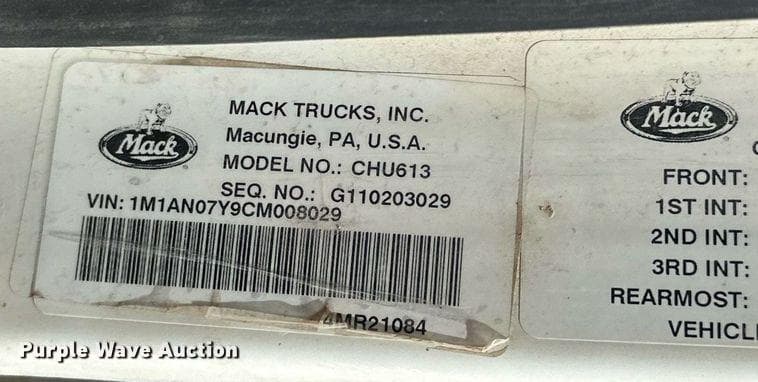 Mack
MACK TRUCKS, INC.
Macungie, PA, U.S.A.
MODEL NO.: CHU613
SEQ. NO.: G110203029
VIN: 1M1AN07Y9CM008029
4MR21084
Mack
FRONT:
1ST INT:
2ND INT:
3RD INT:
REARMOST:
Purple Wave Auction